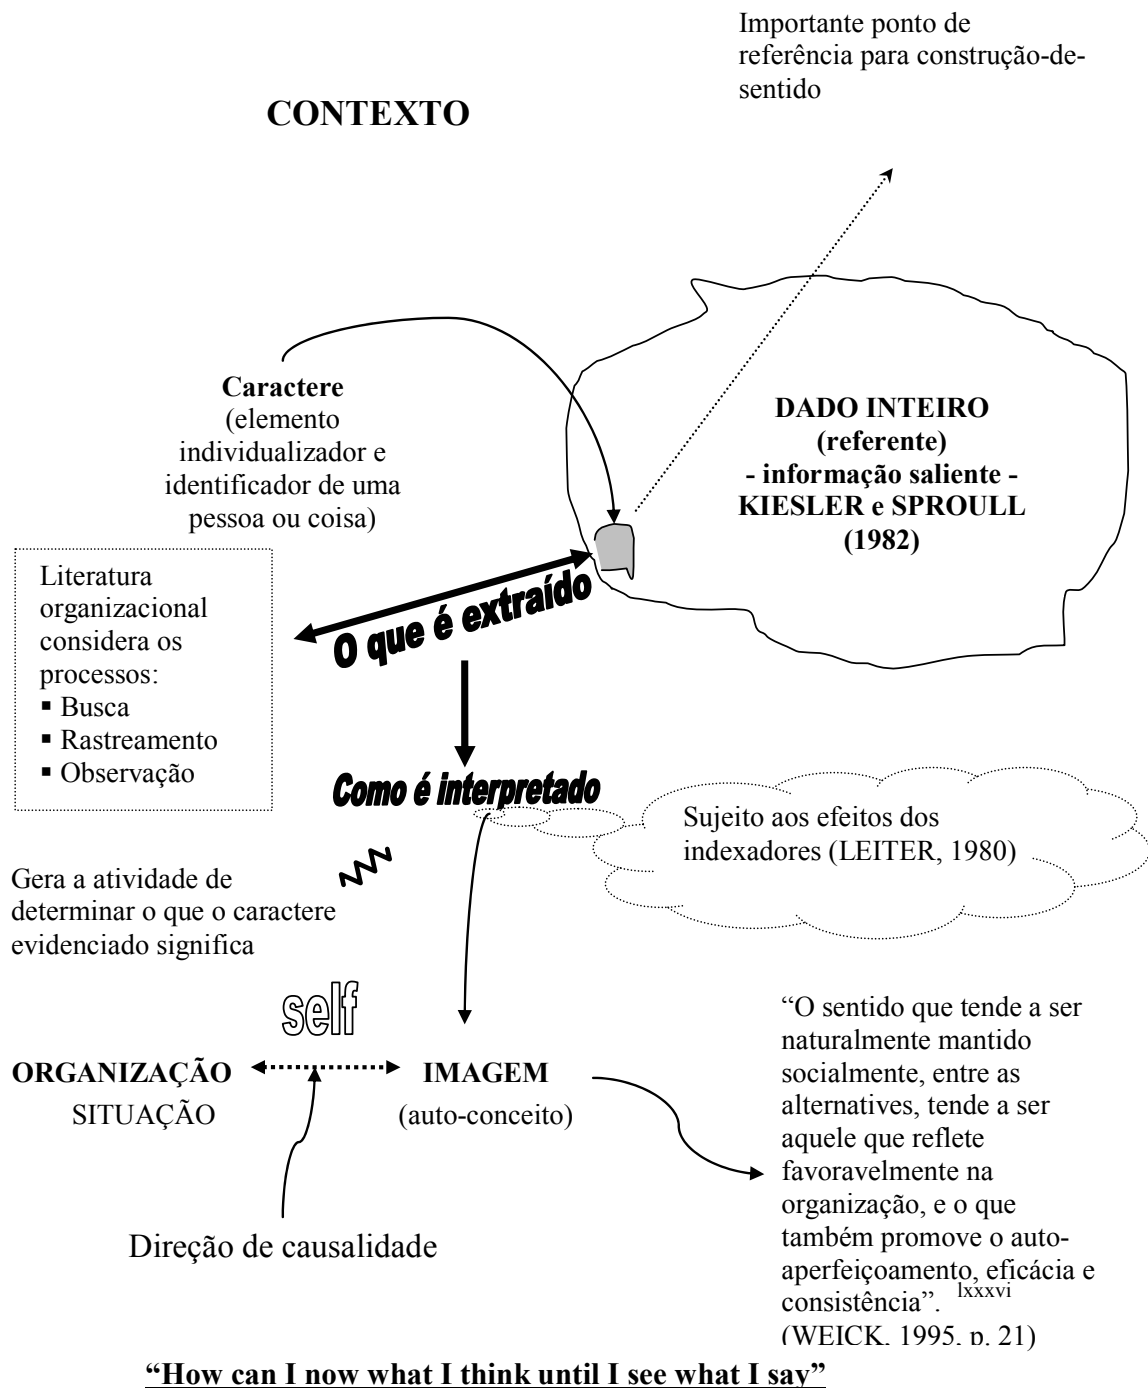 Importante ponto de
referência para construção-de-
sentido
CONTEXTO
Caractere
(elemento
individualizador e
identificador de uma
pessoa ou coisa)
DADO INTEIRO
(referente)
- informação saliente -
KIESLER e SPROULL
(1982)
Literatura
organizacional
considera os
processos:
▪ Busca
▪ Rastreamento
▪ Observação
O que é extraído
Como é interpretado
Sujeito aos efeitos dos
indexadores (LEITER, 1980)
Gera a atividade de
determinar o que o caractere
evidenciado significa
self
ORGANIZAÇÃO
SITUAÇÃO
IMAGEM
(auto-conceito)
Direção de causalidade
“O sentido que tende a ser
naturalmente mantido
socialmente, entre as
alternatives, tende a ser
aquele que reflete
favoravelmente na
organização, e o que
também promove o auto-
aperfeiçoamento, eficácia e
consistência”. lxxxvi
(WEICK, 1995, p. 21)
“How can I now what I think until I see what I say”